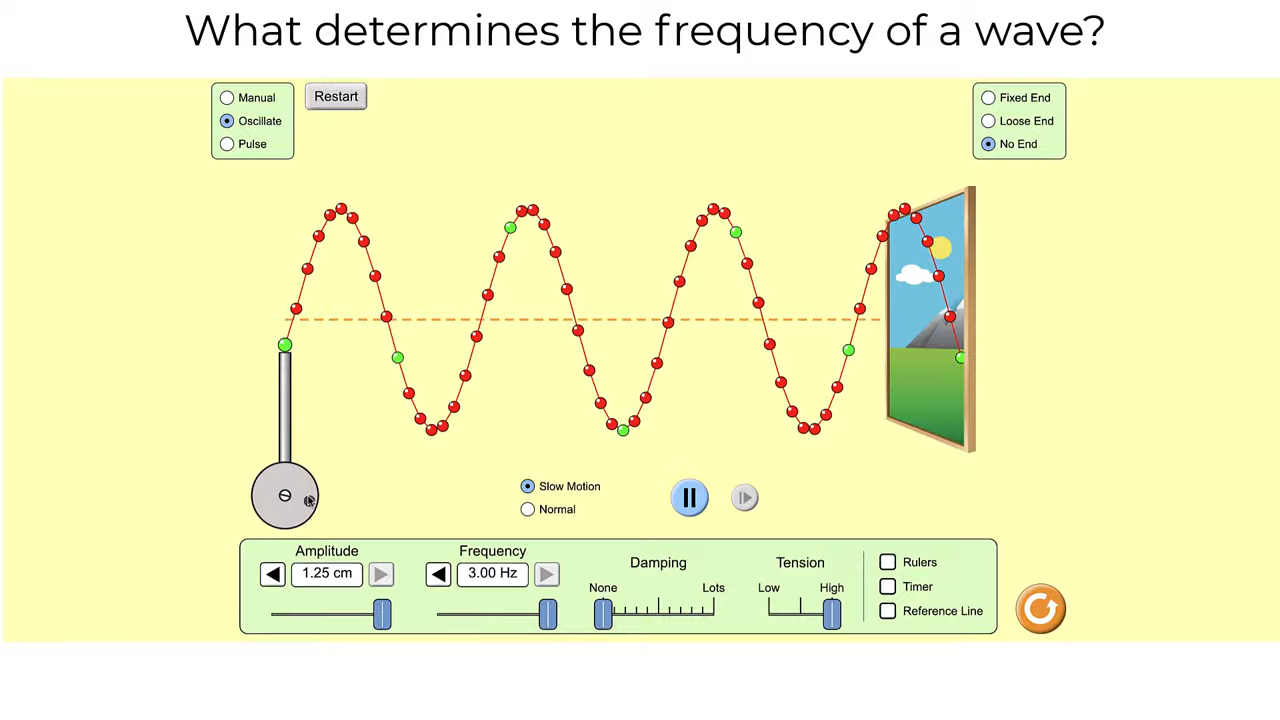 What determines the frequency of a wave?
Manual
Oscillate
Pulse
Restart
Fixed End
Loose End
No End
Slow Motion
Normal
Amplitude
1.25 cm
Frequency
3.00 Hz
Damping
None
Lots
Tension
Low
High
Rulers
Timer
Reference Line